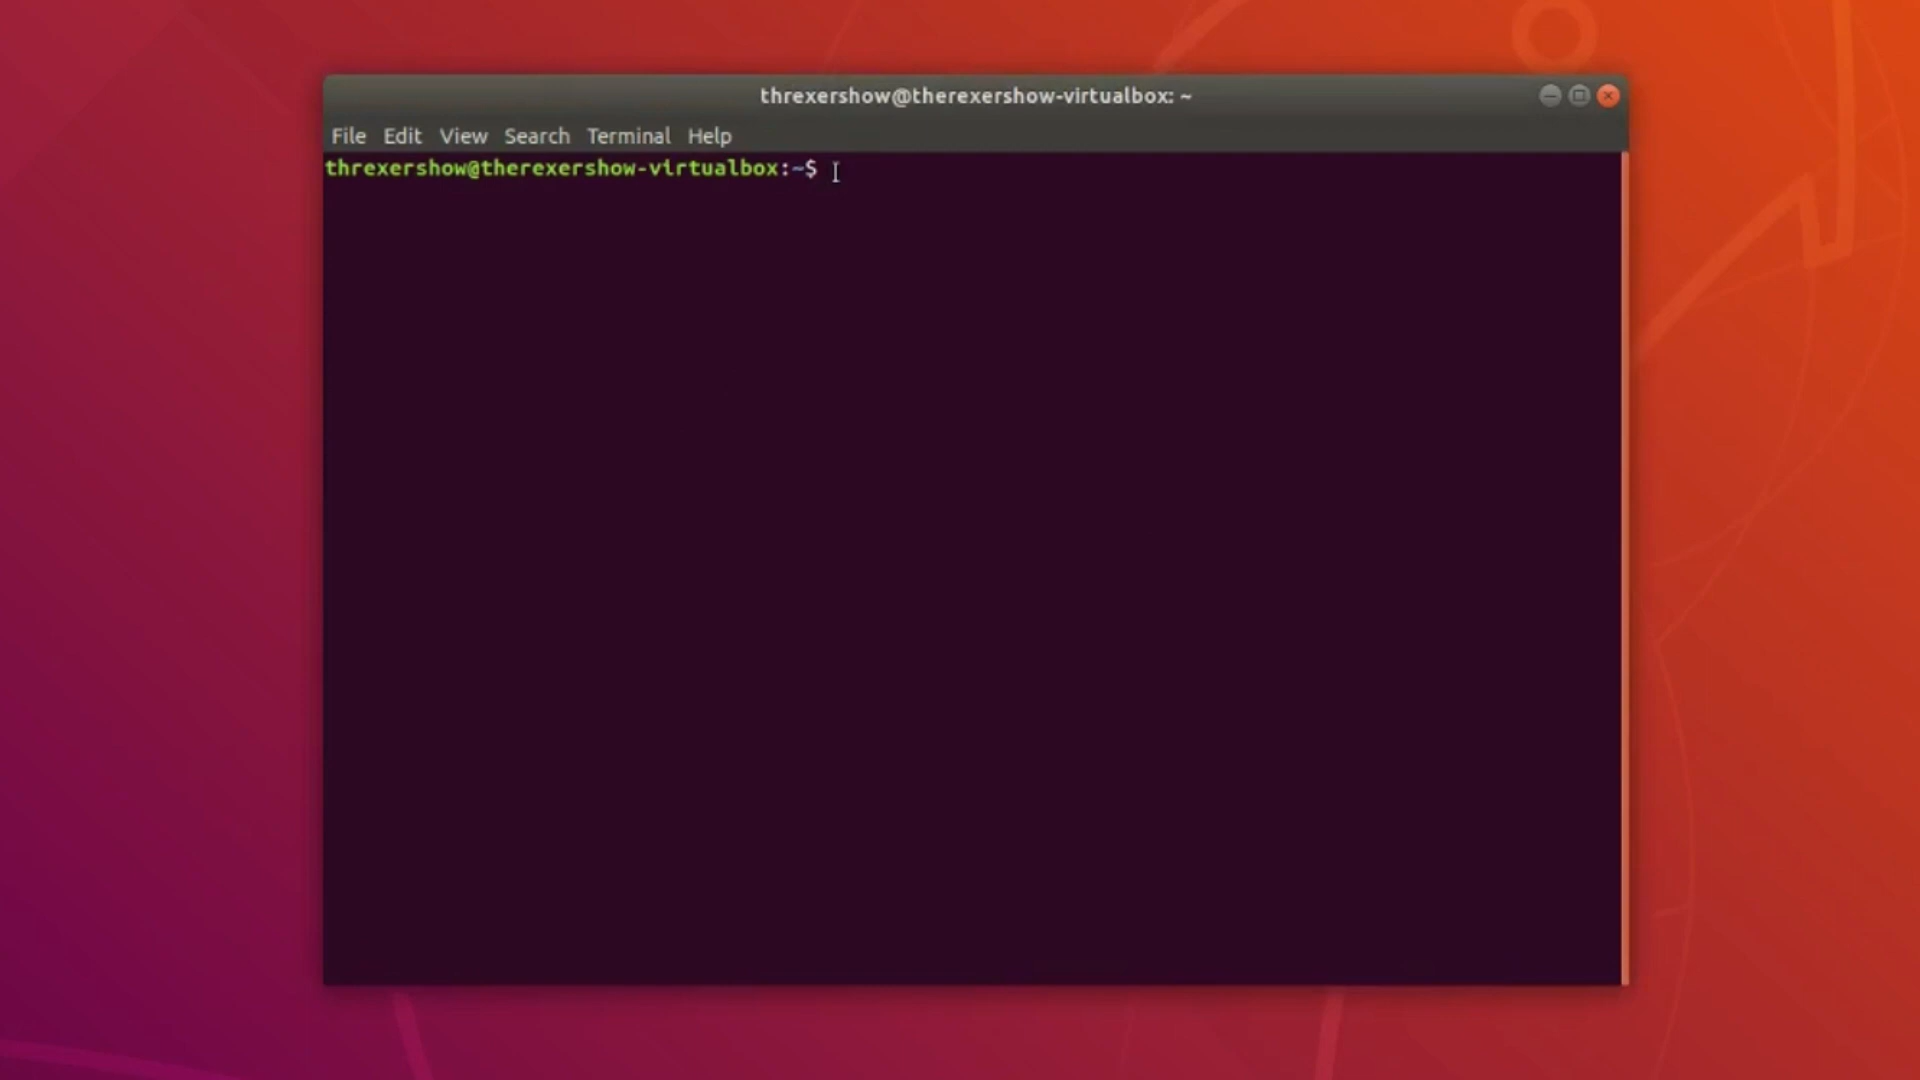 threxershow@therexershow-virtualbox: ~
File Edit View Search Terminal Help
threxershow@therexershow-virtualbox:~$